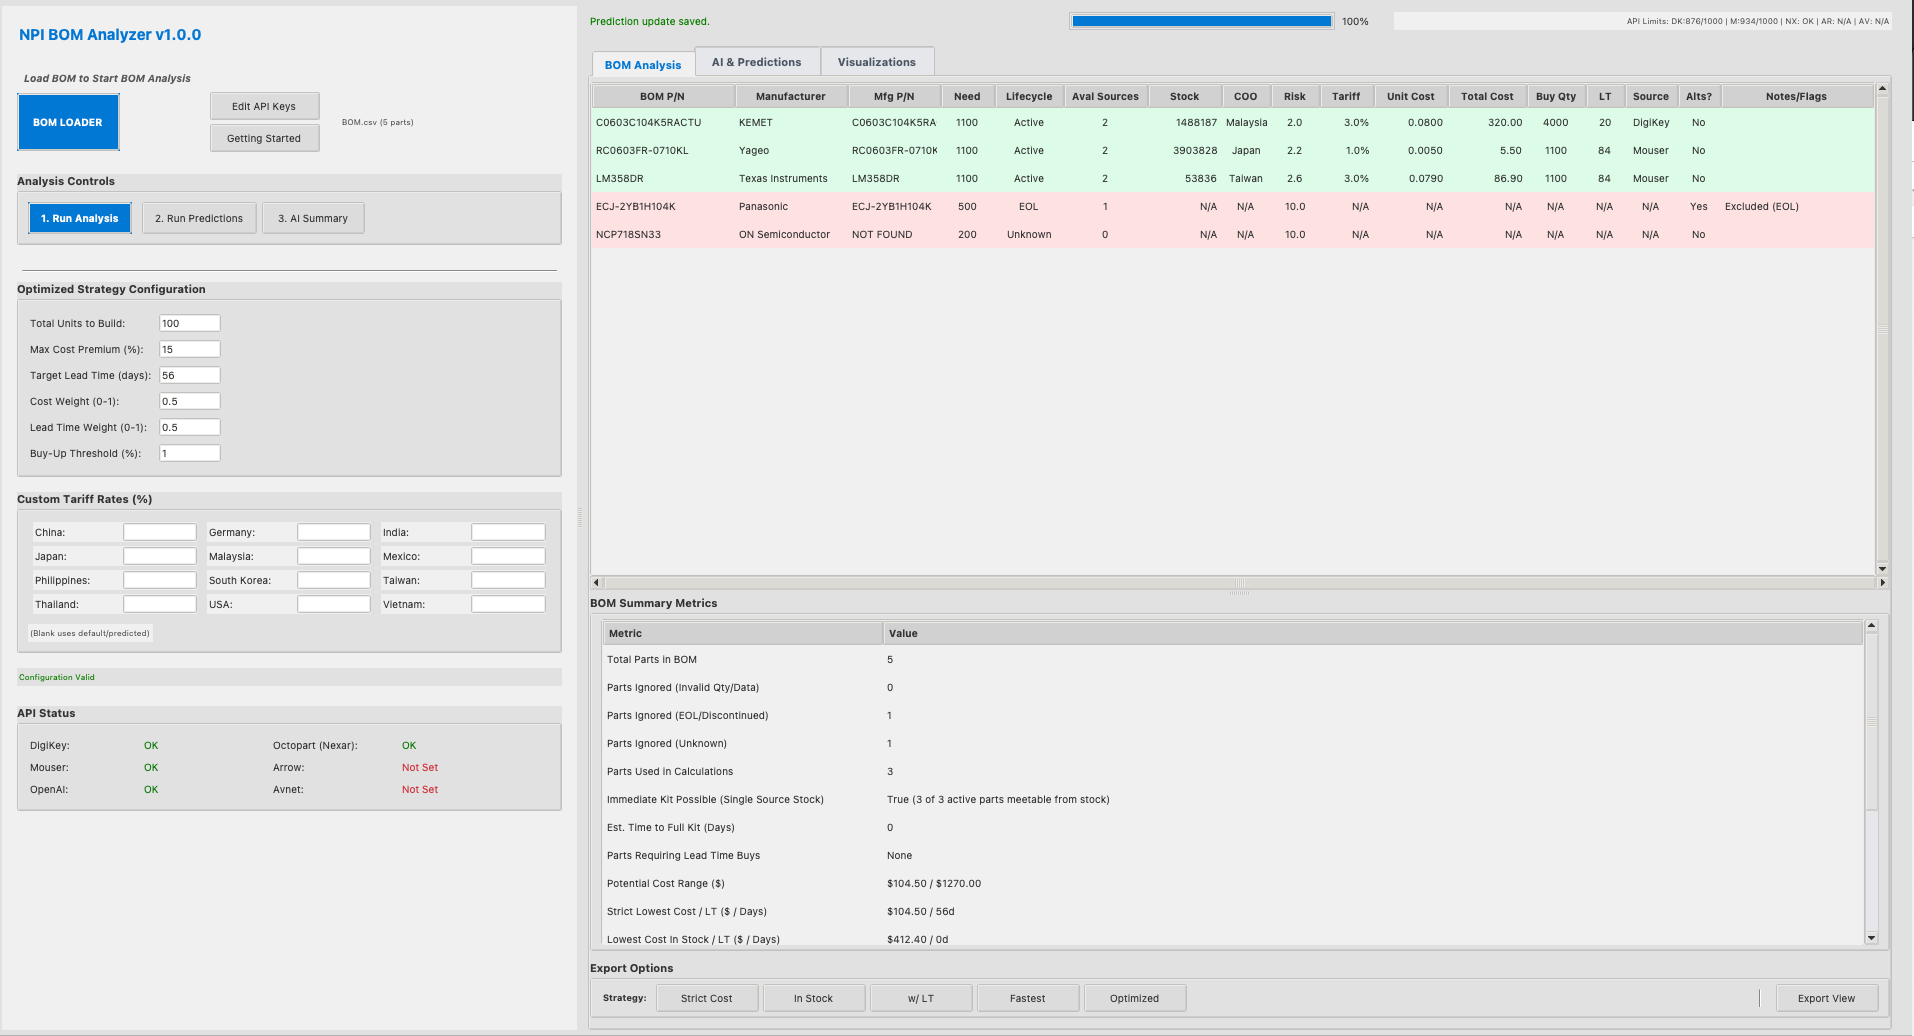 NPI BOM Analyzer v1.0.0
Load BOM to Start BOM Analysis
BOM LOADER
Edit API Keys
Getting Started
BOM.csv (5 parts)
Analysis Controls
1. Run Analysis
2. Run Predictions
3. AI Summary
Optimized Strategy Configuration
Total Units to Build: 100
Max Cost Premium (%): 15
Target Lead Time (days): 56
Cost Weight (0-1): 0.5
Lead Time Weight (0-1): 0.5
Buy-Up Threshold (%): 1
Custom Tariff Rates (%)
China: Germany: India:
Japan: Malaysia: Mexico:
Philippines: South Korea: Taiwan:
Thailand: USA: Vietnam:
(Blank uses default/predicted)
Configuration Valid
API Status
DigiKey: OK Octopart (Nexar): OK
Mouser: OK Arrow: Not Set
OpenAI: OK Avnet: Not Set
Prediction update saved.
100%
API Limits: DK:876/1000 | M:934/1000 | NX: OK | AR: N/A | AV: N/A
BOM Analysis
AI & Predictions
Visualizations
BOM P/N Manufacturer Mfg P/N Need Lifecycle Aval Sources Stock COO Risk Tariff Unit Cost Total Cost Buy Qty LT Source Alts? Notes/Flags
C0603C104K5RACTU KEMET C0603C104K5RA 1100 Active 2 1488187 Malaysia 2.0 3.0% 0.0800 320.00 4000 20 DigiKey No
RC0603FR-0710KL Yageo RC0603FR-0710K 1100 Active 2 3903828 Japan 2.2 1.0% 0.0050 5.50 1100 84 Mouser No
LM358DR Texas Instruments LM358DR 1100 Active 2 53836 Taiwan 2.6 3.0% 0.0790 86.90 1100 84 Mouser No
ECJ-2YB1H104K Panasonic ECJ-2YB1H104K 500 EOL 1 N/A N/A 10.0 N/A N/A N/A N/A N/A N/A Yes Excluded (EOL)
NCP718SN33 ON Semiconductor NOT FOUND 200 Unknown 0 N/A N/A 10.0 N/A N/A N/A N/A N/A N/A No
BOM Summary Metrics
Metric Value
Total Parts in BOM 5
Parts Ignored (Invalid Qty/Data) 0
Parts Ignored (EOL/Discontinued) 1
Parts Ignored (Unknown) 1
Parts Used in Calculations 3
Immediate Kit Possible (Single Source Stock) True (3 of 3 active parts meetable from stock)
Est. Time to Full Kit (Days) 0
Parts Requiring Lead Time Buys None
Potential Cost Range ($) $104.50 / $1270.00
Strict Lowest Cost / LT ($ / Days) $104.50 / 56d
Lowest Cost In Stock / LT ($ / Days) $412.40 / 0d
Export Options
Strategy: Strict Cost In Stock w/ LT Fastest Optimized Export View